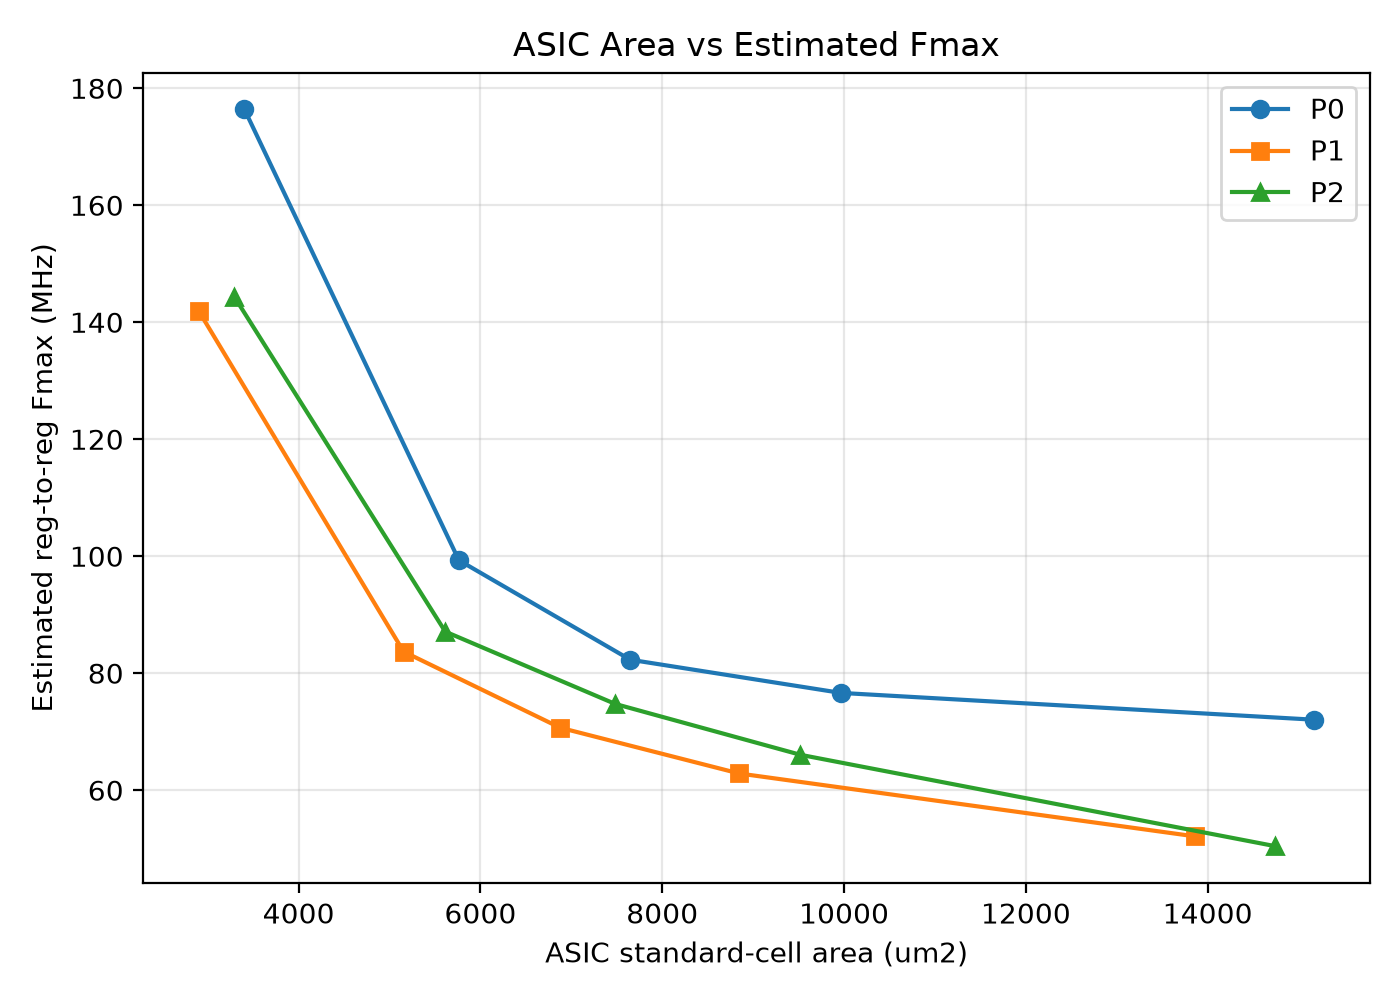 ASIC Area vs Estimated Fmax
180
160
140
120
100
80
60
Estimated reg-to-reg Fmax (MHz)
P0
P1
P2
4000
6000
8000
10000
12000
14000
ASIC standard-cell area (um2)